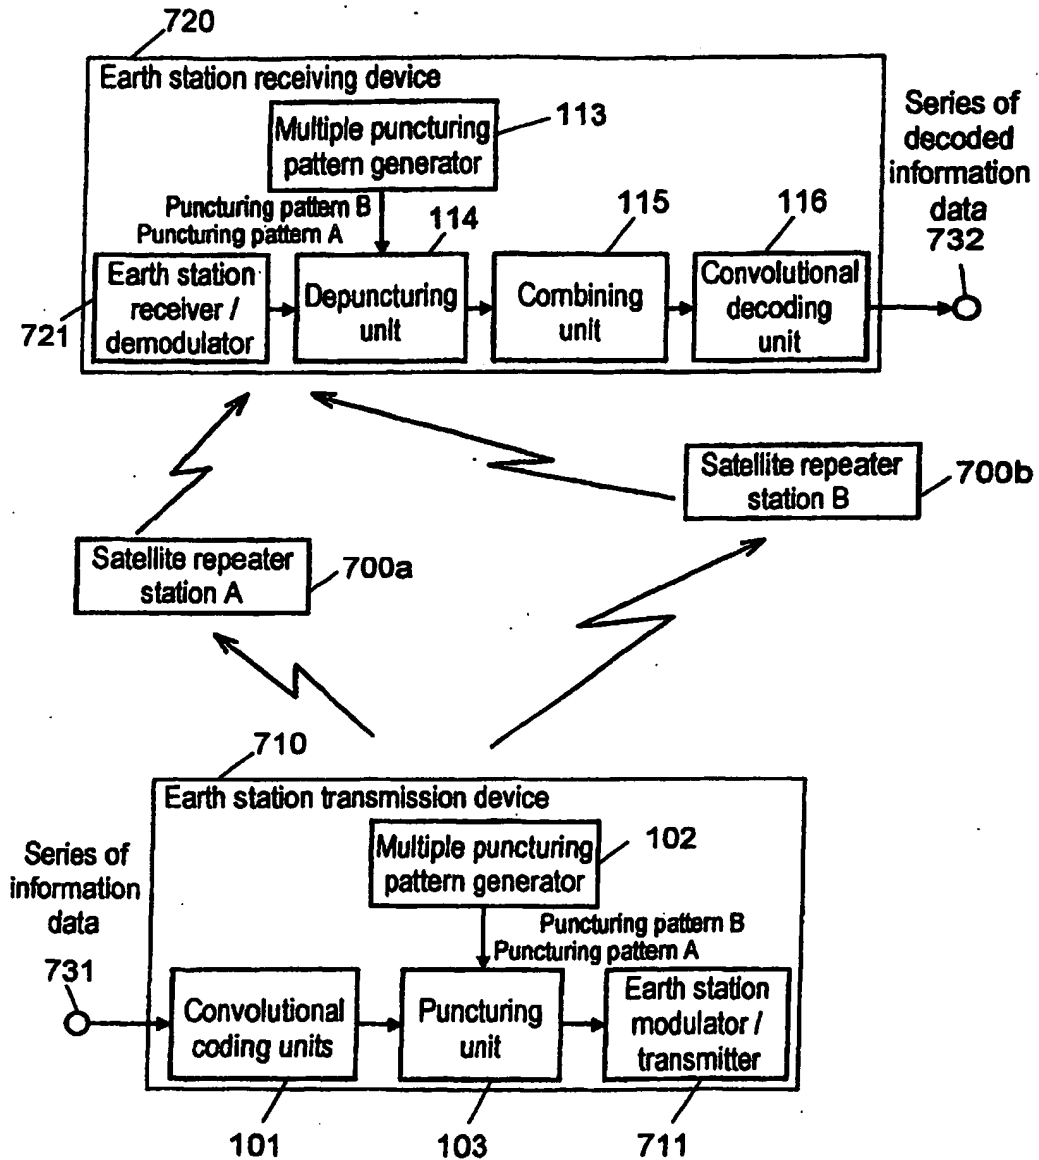 720
Earth station receiving device
Multiple puncturing
pattern generator
113
Puncturing pattern B
Puncturing pattern A
114
115
116
Series of
decoded
information
data
732
721
Earth station
receiver /
demodulator
Depuncturing
unit
Combining
unit
Convolutional
decoding
unit
Satellite repeater
station B
700b
Satellite repeater
station A
700a
710
Earth station transmission device
Multiple puncturing
pattern generator
102
Series of
information
data
731
Puncturing pattern B
Puncturing pattern A
Convolutional
coding units
Puncturing
unit
Earth station
modulator /
transmitter
101
103
711